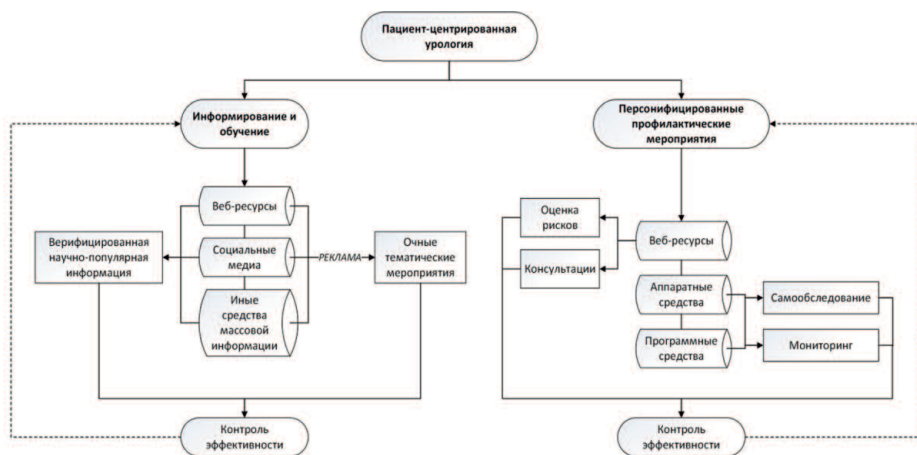 Пациент-центрированная
урология
Информирование и
обучение
Персонифицированные
профилактические
мероприятия
Веб-ресурсы
Социальные
медиа
Иные
средства
массовой
информации
Верифицированная
научно-популярная
информация
РЕКЛАМА
Очные
тематические
мероприятия
Контроль
эффективности
Оценка
рисков
Консультации
Веб-ресурсы
Аппаратные
средства
Программные
средства
Самообследование
Мониторинг
Контроль
эффективности